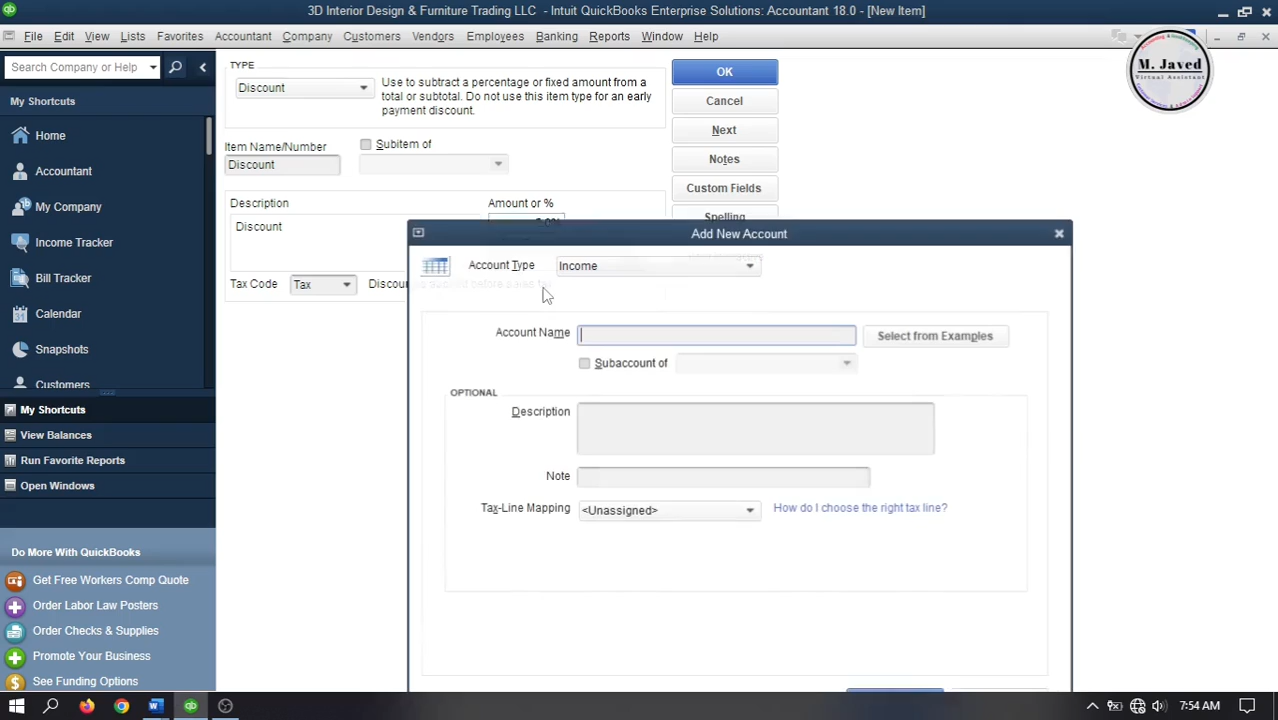 3D Interior Design & Furniture Trading LLC - Intuit QuickBooks Enterprise Solutions: Accountant 18.0 - [New Item]
File Edit View Lists Favorites Accountant Company Customers Vendors Employees Banking Reports Window Help
Search Company or Help
My Shortcuts
Home
Accountant
My Company
Income Tracker
Bill Tracker
Calendar
Snapshots
Customers
My Shortcuts
View Balances
Run Favorite Reports
Open Windows
Do More With QuickBooks
Get Free Workers Comp Quote
Order Labor Law Posters
Order Checks & Supplies
Promote Your Business
See Funding Options
TYPE
Discount
Use to subtract a percentage or fixed amount from a
total or subtotal. Do not use this item type for an early
payment discount.
Item Name/Number
Subitem of
Discount
Description
Amount or %
Discount
Tax Code
Tax
OK
Cancel
Next
Notes
Custom Fields
Spelling
M. Javed
Virtual Assistant
Add New Account
Account Type
Income
Account Name
Select from Examples
Subaccount of
OPTIONAL
Description
Note
Tax-Line Mapping
<Unassigned>
How do I choose the right tax line?
7:54 AM